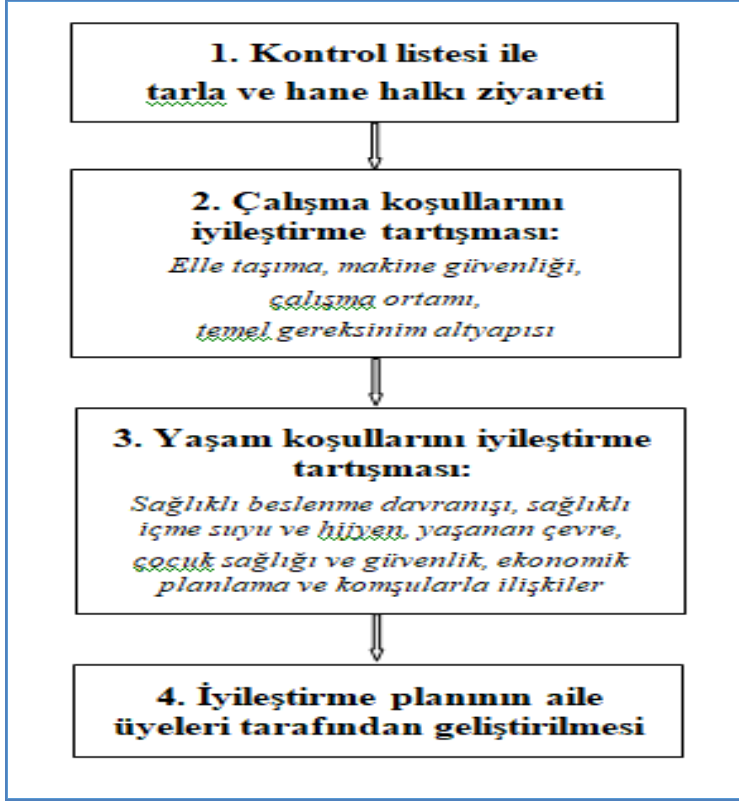 1. Kontrol listesi ile
tarla ve hane halkı ziyareti
2. Çalışma koşullarını
iyileştirme tartışması:
Elle taşıma, makine güvenliği,
çalışma ortamı,
temel gereksinim altyapısı
3. Yaşam koşullarını iyileştirme
tartışması:
Sağlıklı beslenme davranışı, sağlıklı
içme suyu ve hijyen, yaşanan çevre,
çocuk sağlığı ve güvenlik, ekonomik
planlama ve komşularla ilişkiler
4. İyileştirme planının aile
üyeleri tarafından geliştirilmesi